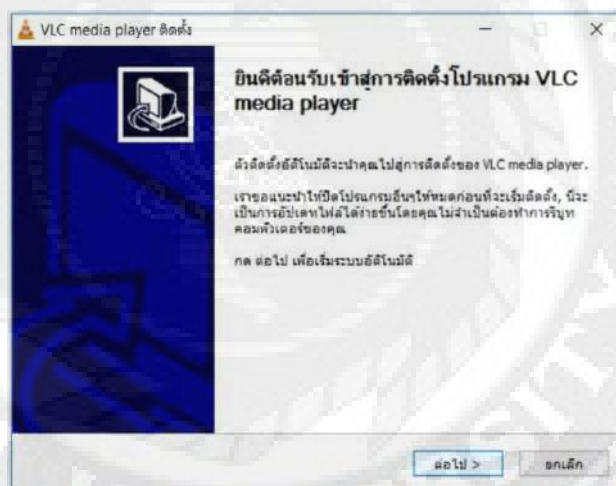 VLC media player ติดตั้ง
ยินดีต้อนรับเข้าสู่การติดตั้งโปรแกรม VLC
media player
ตัวติดตั้งอัตโนมัติจะนำคุณไปสู่การติดตั้งของ VLC media player.
เราขอแนะนำให้ปิดโปรแกรมอื่นๆให้หมดก่อนที่จะเริ่มติดตั้ง, นี่จะ
เป็นการอัปเดทไฟล์ได้ง่ายขึ้นโดยคุณไม่จำเป็นต้องทำการรีบูท
คอมพิวเตอร์ของคุณ
กด ต่อไป เพื่อเริ่มระบบอัตโนมัติ
ต่อไป >
ยกเลิก
SITY